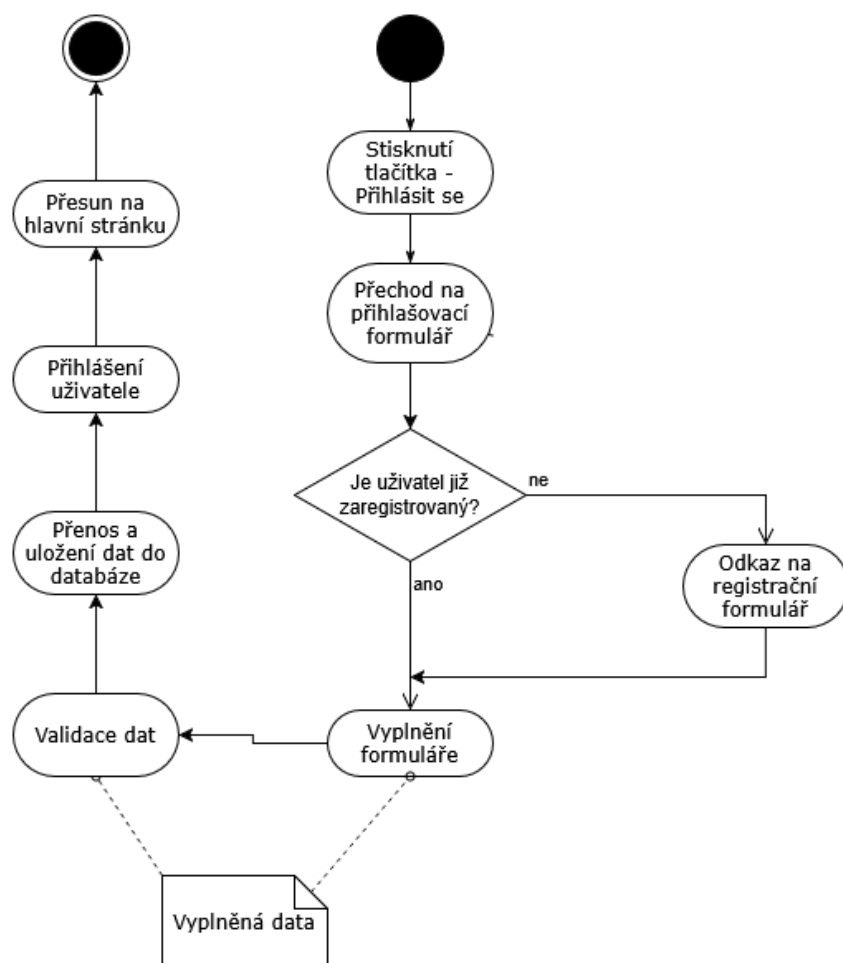 Stisknutí
tlačítka -
Přihlásit se
Přechod na
přihlašovací
formulář
Je uživatel již
zaregistrovaný?
ne
ano
Odkaz na
registrační
formulář
Vyplnění
formuláře
Validace dat
Přenos a
uložení dat do
databáze
Přihlášení
uživatele
Přesun na
hlavní stránku
Vyplněná data